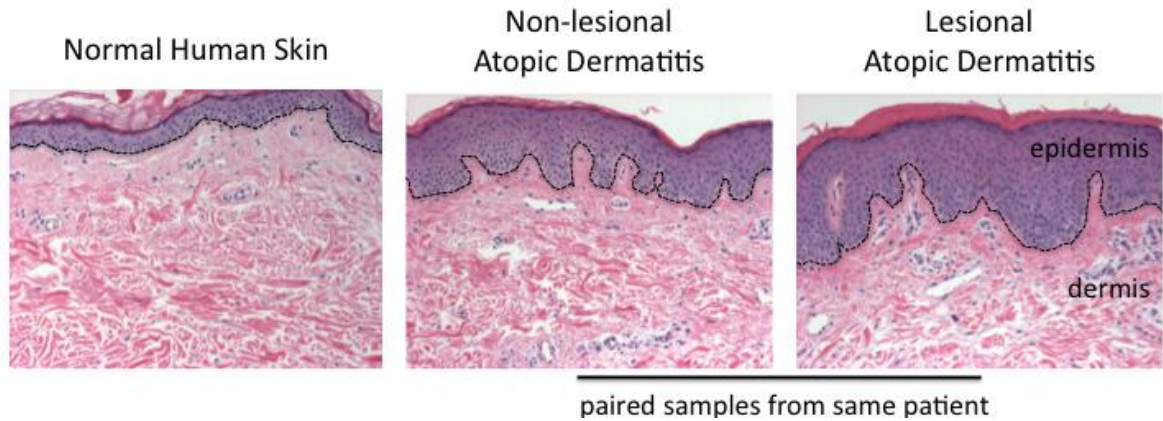 Normal Human Skin
Non-lesional
Atopic Dermatitis
Lesional
Atopic Dermatitis
epidermis
dermis
paired samples from same patient